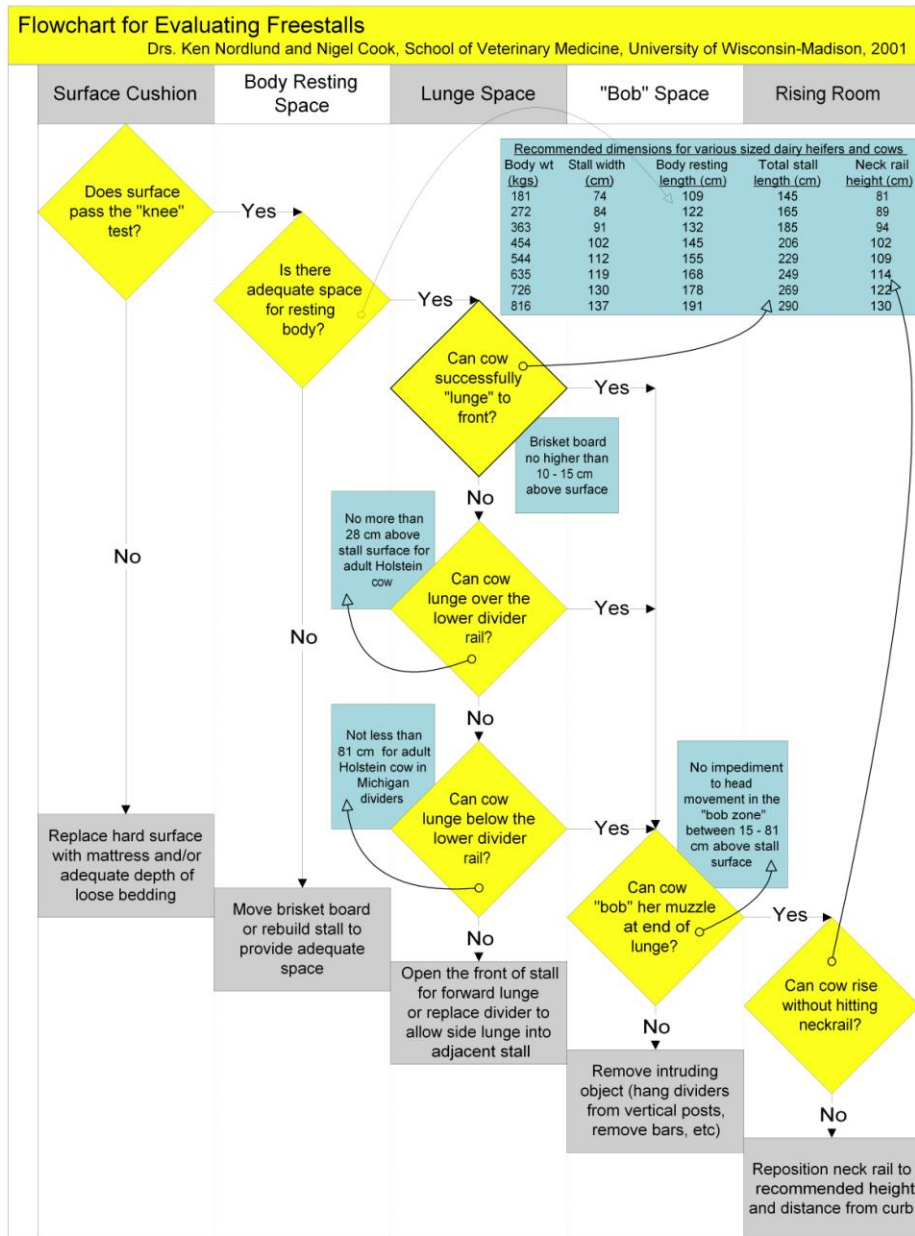 Flowchart for Evaluating Freestalls
Drs. Ken Nordlund and Nigel Cook, School of Veterinary Medicine, University of Wisconsin-Madison, 2001
Surface Cushion
Body Resting
Space
Lunge Space
"Bob" Space
Rising Room
Recommended dimensions for various sized dairy heifers and cows
Body wt Stall width Body resting Total stall Neck rail
(kgs) (cm) length (cm) length (cm) height (cm)
181 74 109 145 81
272 84 122 165 89
363 91 132 185 94
454 102 145 206 102
544 112 155 229 109
635 119 168 249 114
726 130 178 269 122
816 137 191 290 130
Does surface
pass the "knee"
test?
Yes
Is there
adequate space
for resting
body?
Yes
Can cow
successfully
"lunge" to
front?
Yes
Brisket board
no higher than
10 - 15 cm
above surface
No
No more than
28 cm above
stall surface for
adult Holstein
cow
Can cow
lunge over the
lower divider
rail?
Yes
No
No
No
Not less than
81 cm for adult
Holstein cow in
Michigan
dividers
Can cow
lunge below the
lower divider
rail?
Yes
No impediment
to head
movement in the
"bob zone"
between 15 - 81
cm above stall
surface
Replace hard surface
with mattress and/or
adequate depth of
loose bedding
Move brisket board
or rebuild stall to
provide adequate
space
No
Open the front of stall
for forward lunge
or replace divider to
allow side lunge into
adjacent stall
Can cow
"bob" her muzzle
at end of
lunge?
Yes
No
Remove intruding
object (hang dividers
from vertical posts,
remove bars, etc)
Can cow rise
without hitting
neckrail?
No
Reposition neck rail to
recommended height
and distance from curb